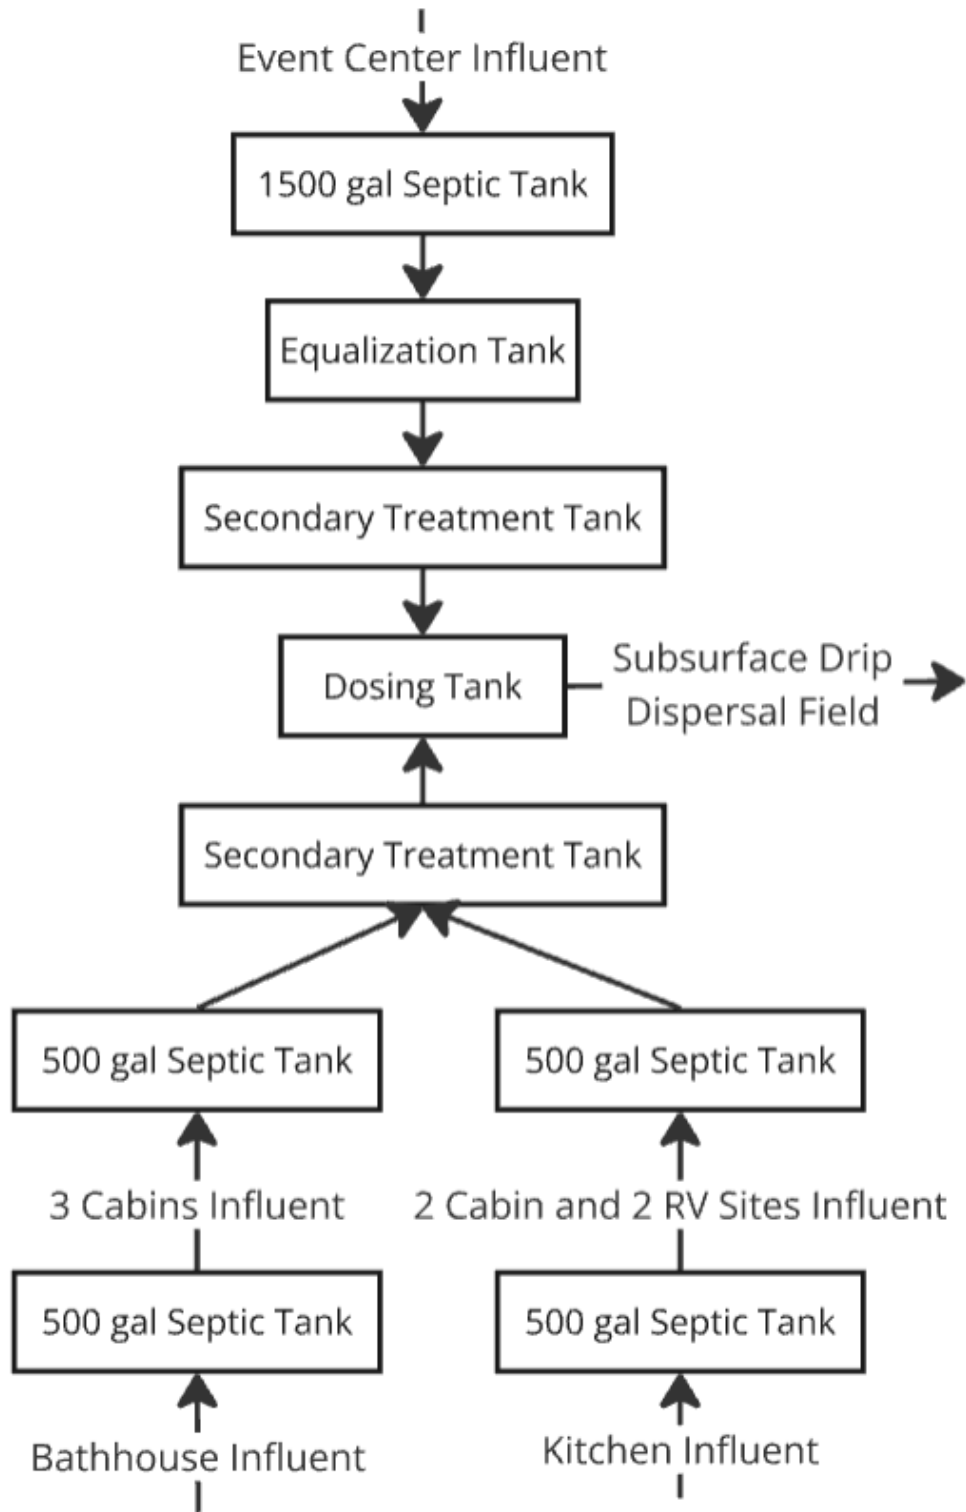 Event Center Influent
1500 gal Septic Tank
Equalization Tank
Secondary Treatment Tank
Dosing Tank
Subsurface Drip
Dispersal Field
Secondary Treatment Tank
500 gal Septic Tank
500 gal Septic Tank
3 Cabins Influent
2 Cabin and 2 RV Sites Influent
500 gal Septic Tank
500 gal Septic Tank
Bathhouse Influent
Kitchen Influent